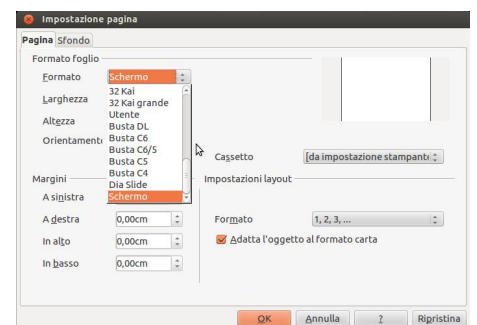 Impostazione pagina
Pagina Sfondo
Formato foglio
Formato Schermo
32 Kai
Larghezza
32 Kai grande
Utente
Altezza
Busta DL
Orientamento
Busta C6
Busta C6/5
Busta C5
Cassetto [da impostazione stampante
Busta C4
Margini
Impostazioni layout
Dia Slide
A sinistra
Schermo
A destra 0,00cm
Formato 1, 2, 3, ...
In alto 0,00cm
Adatta l'oggetto al formato carta
In basso 0,00cm
OK Annulla ? Ripristina